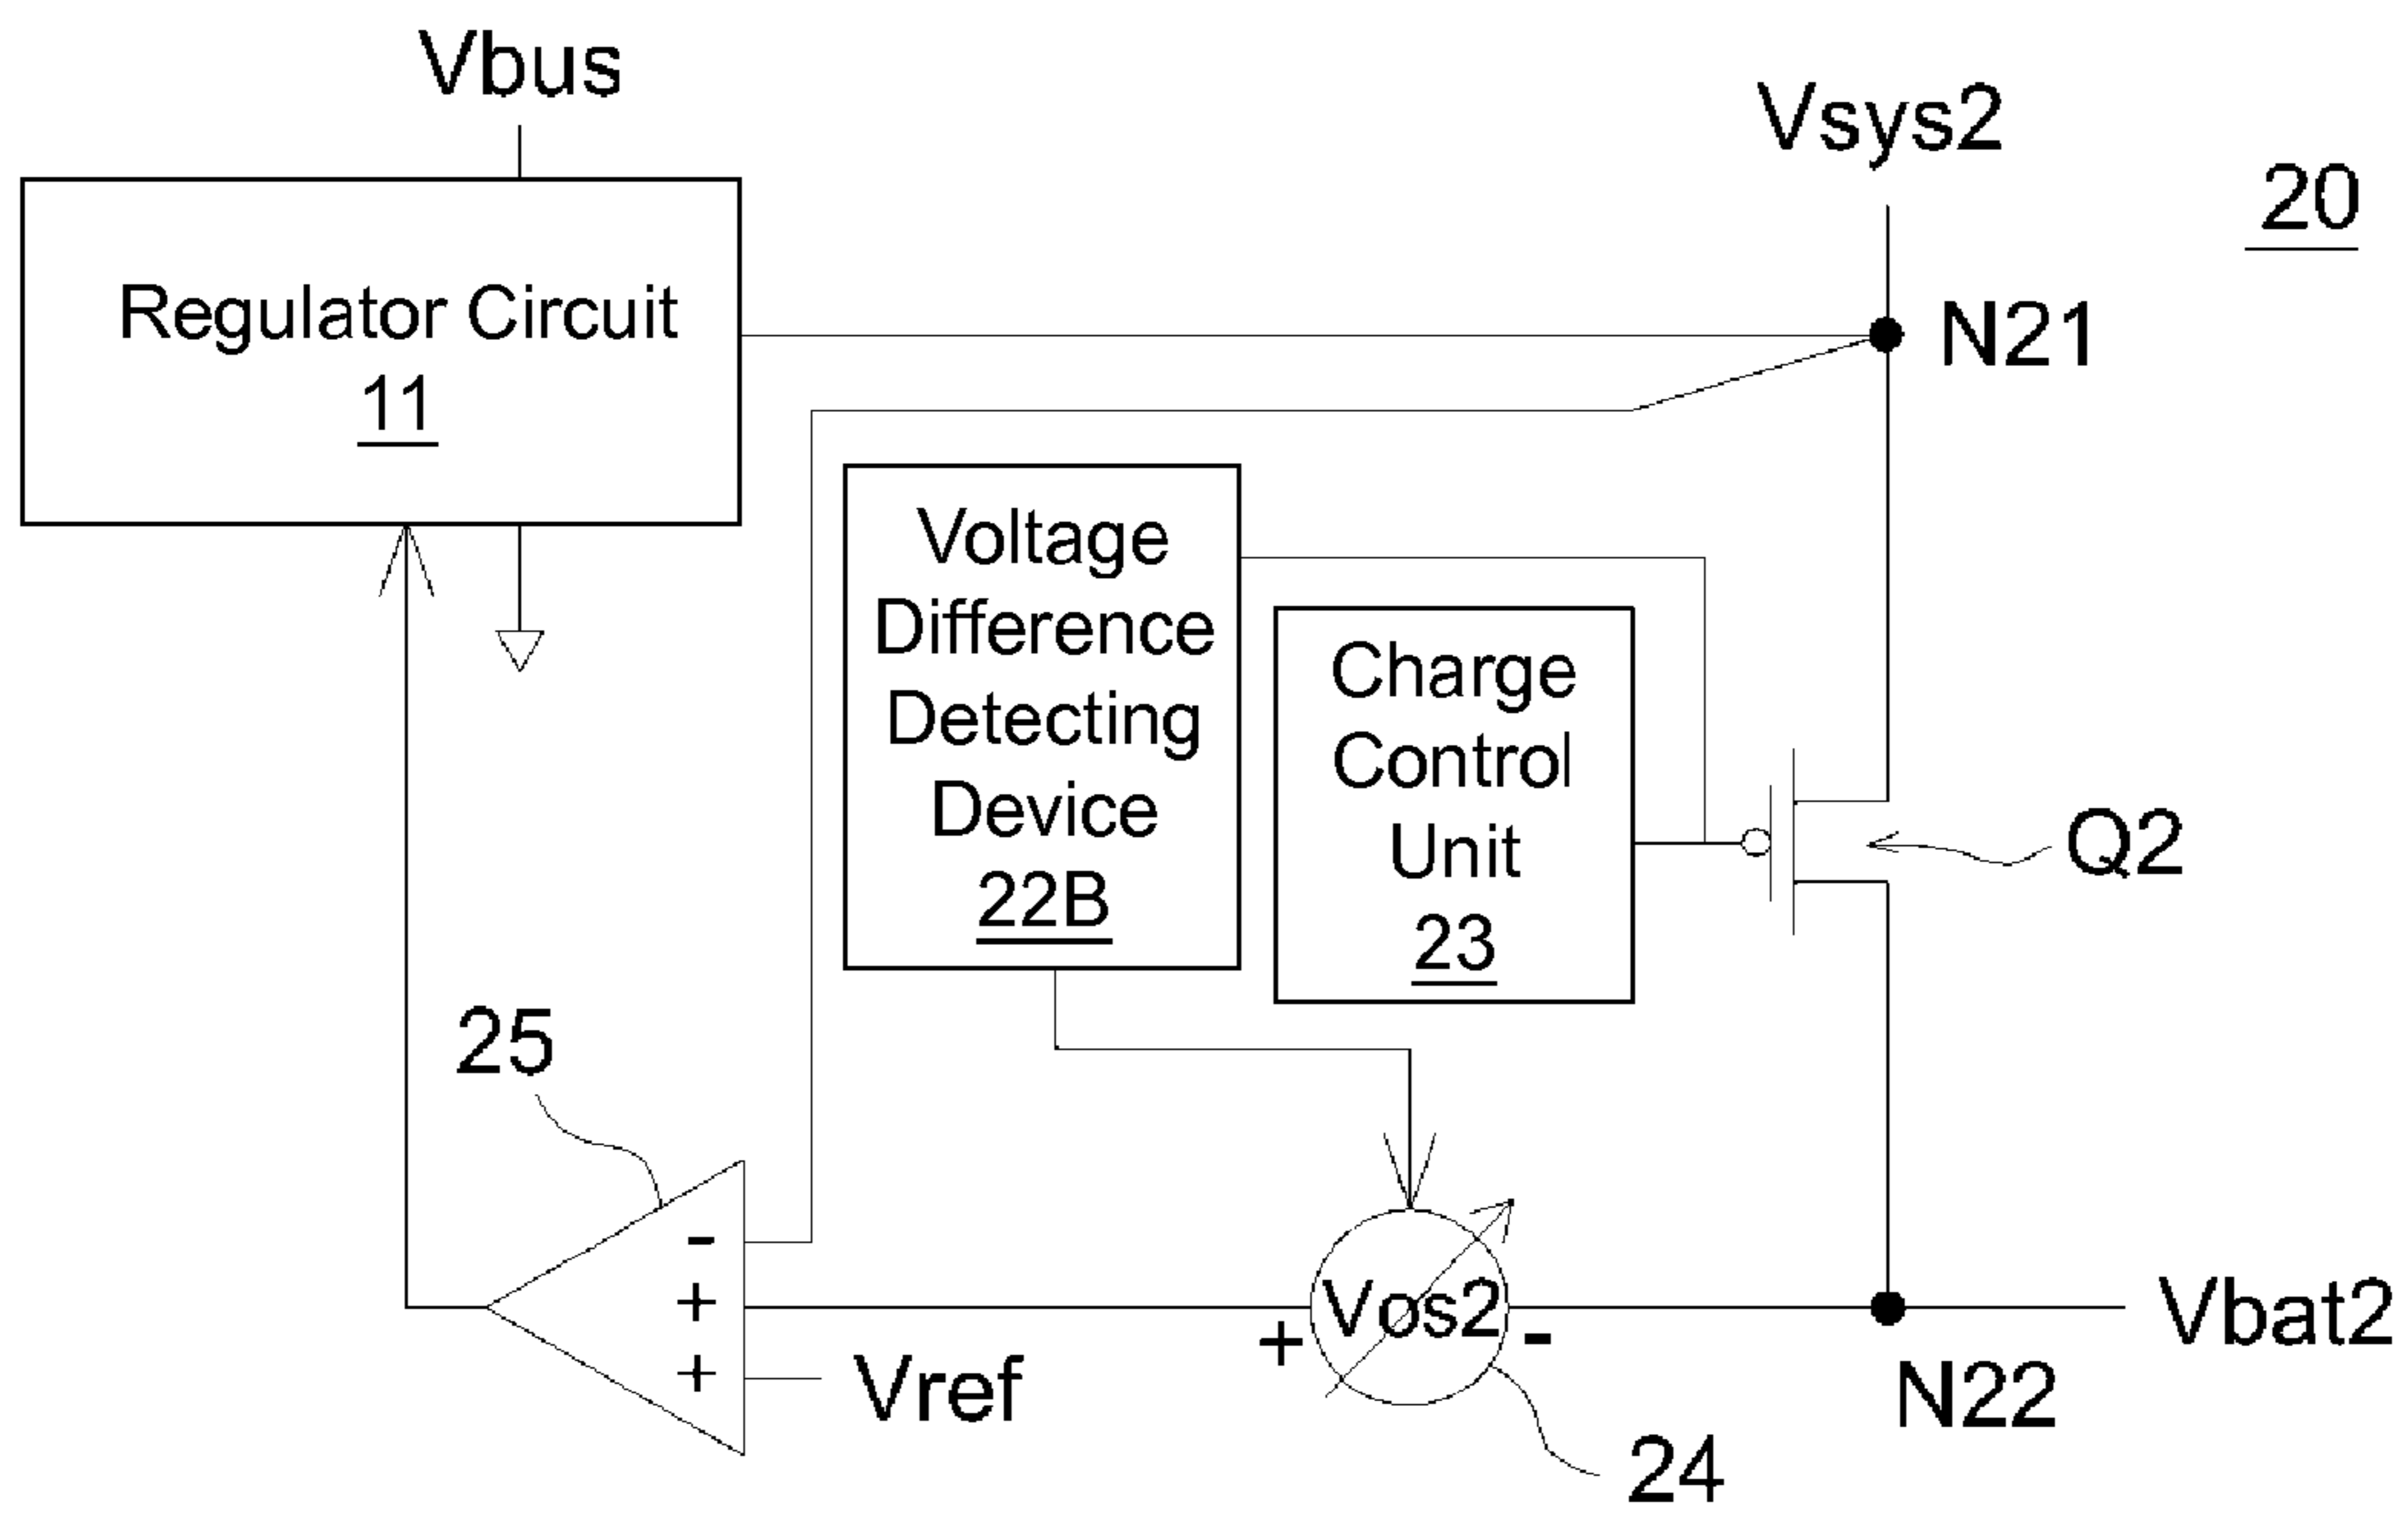 Vbus
Vsys2
20
Regulator Circuit
11
N21
Voltage
Difference
Detecting
Device
22B
Charge
Control
Unit
23
Q2
25
-
+
+
Vref
+
Vos2
-
Vbat2
N22
24